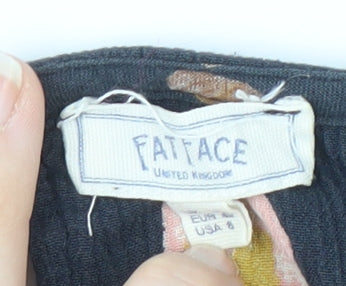 FATFACE
UNITED KINGDOM
EUR
USA 8